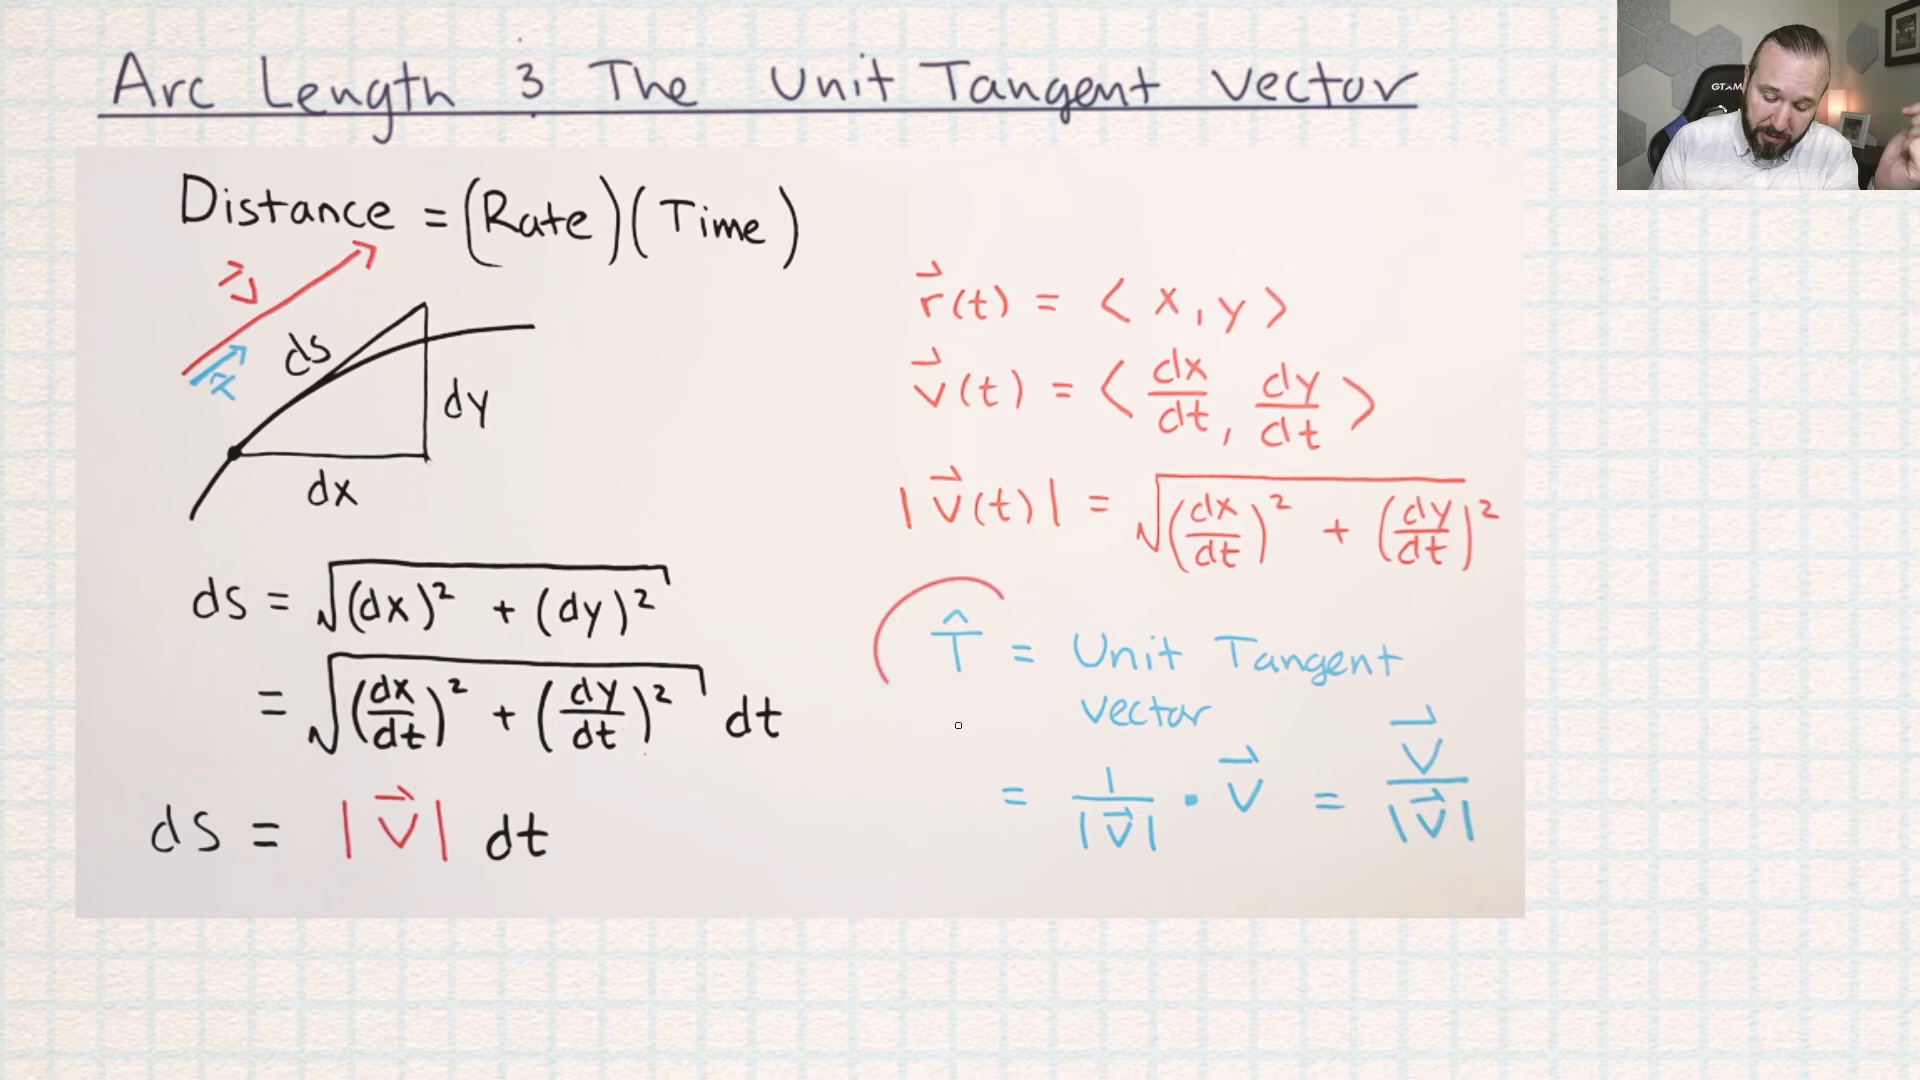 Arc Length & The Unit Tangent Vector
Distance = (Rate)(Time)
v⃗
ds
dy
dx
ds = √((dx)² + (dy)²)
= √((dx/dt)² + (dy/dt)²) dt
ds = |v⃗| dt
r⃗(t) = ⟨x, y⟩
v⃗(t) = ⟨dx/dt, dy/dt⟩
|v⃗(t)| = √((dx/dt)² + (dy/dt)²)
T̂ = Unit Tangent
Vector
= 1/|v⃗| · v⃗ = v⃗/|v⃗|